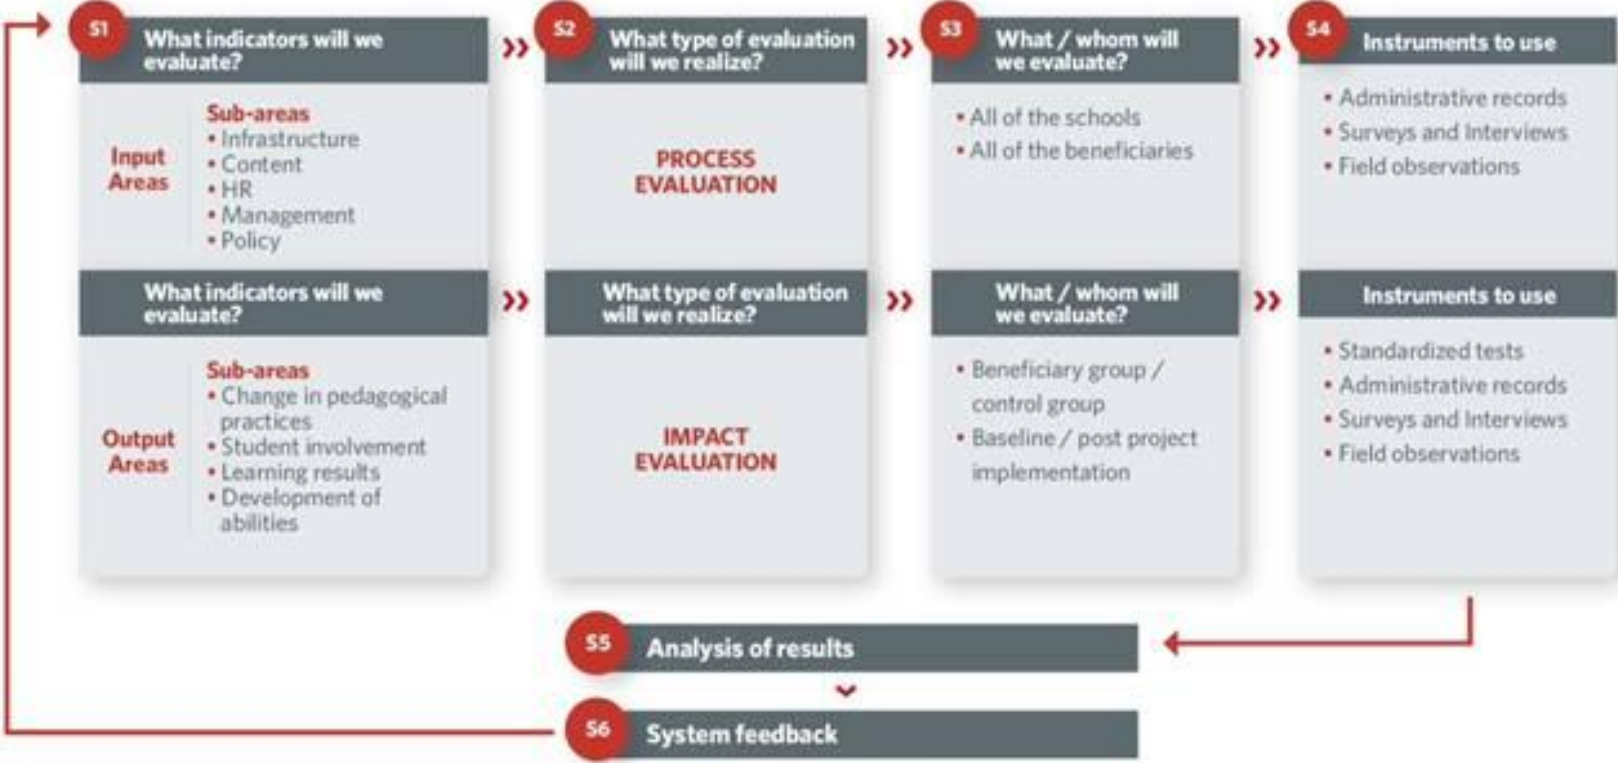 S1
What indicators will we
evaluate?
Input
Areas
Sub-areas
• Infrastructure
• Content
• HR
• Management
• Policy
S2
What type of evaluation
will we realize?
PROCESS
EVALUATION
S3
What / whom will
we evaluate?
• All of the schools
• All of the beneficiaries
S4
Instruments to use
• Administrative records
• Surveys and Interviews
• Field observations
What indicators will we
evaluate?
Output
Areas
Sub-areas
• Change in pedagogical
practices
• Student involvement
• Learning results
• Development of
abilities
What type of evaluation
will we realize?
IMPACT
EVALUATION
What / whom will
we evaluate?
• Beneficiary group /
control group
• Baseline / post project
implementation
Instruments to use
• Standardized tests
• Administrative records
• Surveys and Interviews
• Field observations
S5
Analysis of results
S6
System feedback